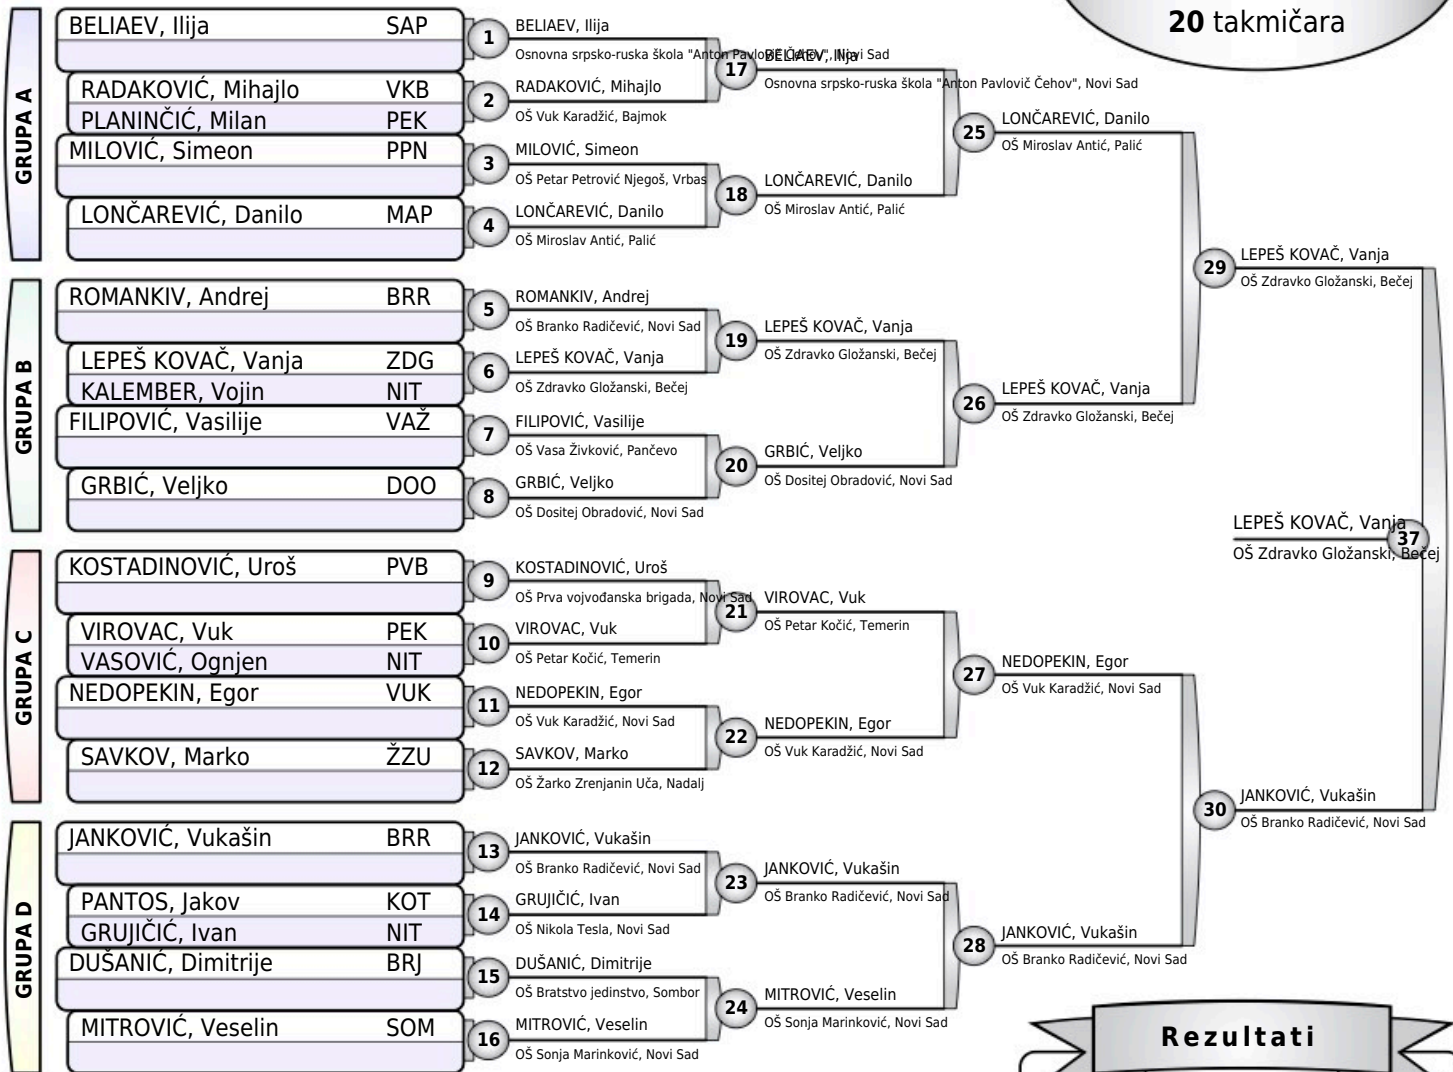 20 takmičara
GRUPA A
BELIAEV, Ilija SAP
RADAKOVIĆ, Mihajlo VKB
PLANINČIĆ, Milan PEK
MILOVIĆ, Simeon PPN
LONČAREVIĆ, Danilo MAP
GRUPA B
ROMANKIV, Andrej BRR
LEPEŠ KOVAČ, Vanja ZDG
KALEMBER, Vojin NIT
FILIPOVIĆ, Vasilije VAŽ
GRBIĆ, Veljko DOO
GRUPA C
KOSTADINOVIĆ, Uroš PVB
VIROVAC, Vuk PEK
VASOVIĆ, Ognjen NIT
NEDOPEKIN, Egor VUK
SAVKOV, Marko ŽZU
GRUPA D
JANKOVIĆ, Vukašin BRR
PANTOS, Jakov KOT
GRUJIČIĆ, Ivan NIT
DUŠANIĆ, Dimitrije BRJ
MITROVIĆ, Veselin SOM
1 BELIAEV, Ilija
Osnovna srpsko-ruska škola "Anton Pavlovič Čehov", Novi Sad
2 RADAKOVIĆ, Mihajlo
OŠ Vuk Karadžić, Bajmok
3 MILOVIĆ, Simeon
OŠ Petar Petrović Njegoš, Vrbas
4 LONČAREVIĆ, Danilo
OŠ Miroslav Antić, Palić
5 ROMANKIV, Andrej
OŠ Branko Radičević, Novi Sad
6 LEPEŠ KOVAČ, Vanja
OŠ Zdravko Gložanski, Bečej
7 FILIPOVIĆ, Vasilije
OŠ Vasa Živković, Pančevo
8 GRBIĆ, Veljko
OŠ Dositej Obradović, Novi Sad
9 KOSTADINOVIĆ, Uroš
OŠ Prva vojvođanska brigada, Novi Sad
10 VIROVAC, Vuk
OŠ Petar Kočić, Temerin
11 NEDOPEKIN, Egor
OŠ Vuk Karadžić, Novi Sad
12 SAVKOV, Marko
OŠ Žarko Zrenjanin Uča, Nadalj
13 JANKOVIĆ, Vukašin
OŠ Branko Radičević, Novi Sad
14 GRUJIČIĆ, Ivan
OŠ Nikola Tesla, Novi Sad
15 DUŠANIĆ, Dimitrije
OŠ Bratstvo jedinstvo, Sombor
16 MITROVIĆ, Veselin
OŠ Sonja Marinković, Novi Sad
17 BELIAEV, Ilija
Osnovna srpsko-ruska škola "Anton Pavlovič Čehov", Novi Sad
18 LONČAREVIĆ, Danilo
OŠ Miroslav Antić, Palić
19 LEPEŠ KOVAČ, Vanja
OŠ Zdravko Gložanski, Bečej
20 GRBIĆ, Veljko
OŠ Dositej Obradović, Novi Sad
21 VIROVAC, Vuk
OŠ Petar Kočić, Temerin
22 NEDOPEKIN, Egor
OŠ Vuk Karadžić, Novi Sad
23 JANKOVIĆ, Vukašin
OŠ Branko Radičević, Novi Sad
24 MITROVIĆ, Veselin
OŠ Sonja Marinković, Novi Sad
25 LONČAREVIĆ, Danilo
OŠ Miroslav Antić, Palić
26 LEPEŠ KOVAČ, Vanja
OŠ Zdravko Gložanski, Bečej
27 NEDOPEKIN, Egor
OŠ Vuk Karadžić, Novi Sad
28 JANKOVIĆ, Vukašin
OŠ Branko Radičević, Novi Sad
29 LEPEŠ KOVAČ, Vanja
OŠ Zdravko Gložanski, Bečej
30 JANKOVIĆ, Vukašin
OŠ Branko Radičević, Novi Sad
LEPEŠ KOVAČ, Vanja 37
OŠ Zdravko Gložanski, Bečej
Rezultati